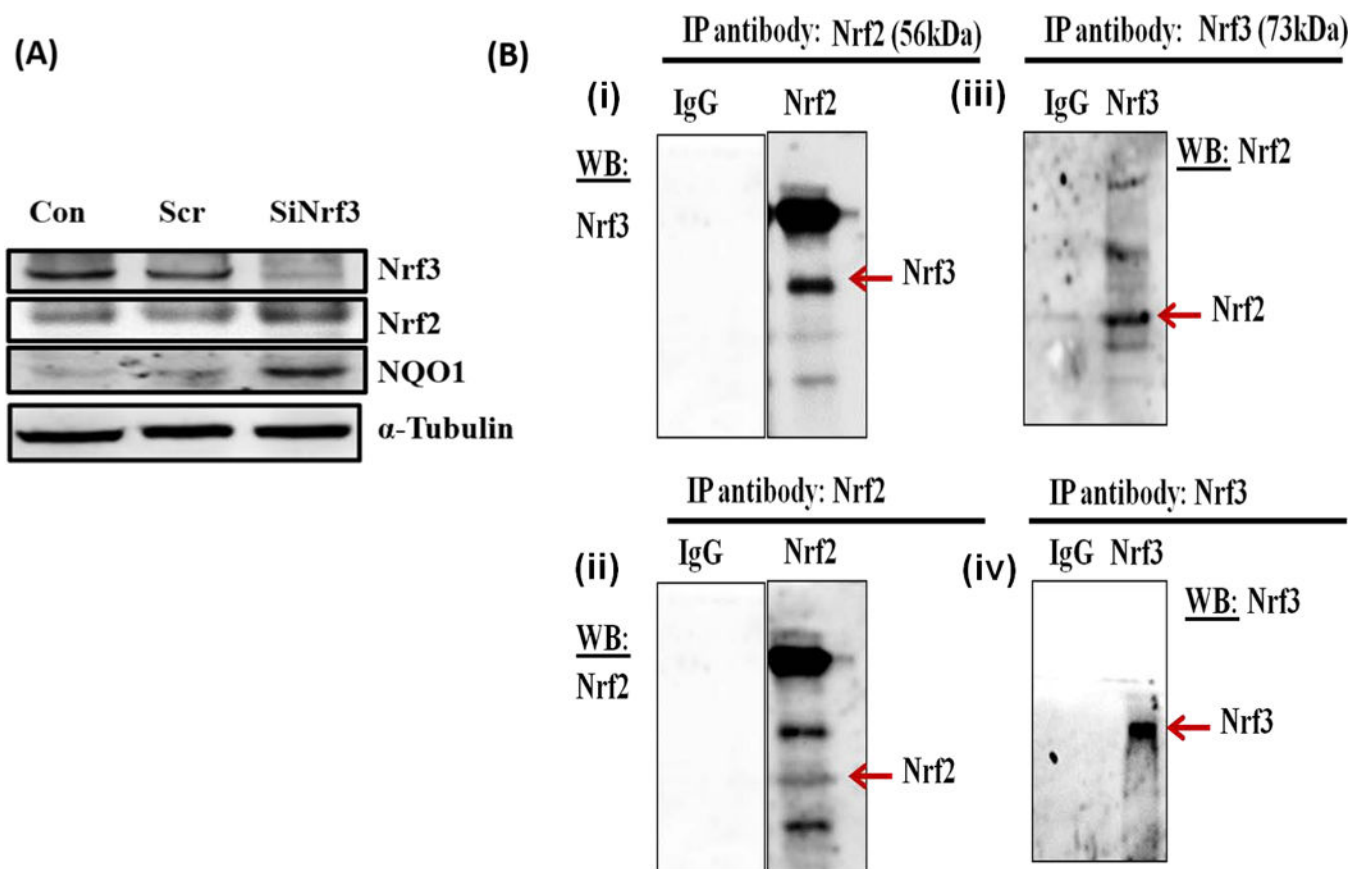 (A)
Con Scr SiNrf3
Nrf3
Nrf2
NQO1
α-Tubulin
(B)
IP antibody: Nrf2 (56kDa)
(i)
IgG Nrf2
WB:
Nrf3
Nrf3
IP antibody: Nrf3 (73kDa)
(iii)
IgG Nrf3
WB: Nrf2
Nrf2
IP antibody: Nrf2
(ii)
IgG Nrf2
WB:
Nrf2
Nrf2
IP antibody: Nrf3
(iv)
IgG Nrf3
WB: Nrf3
Nrf3